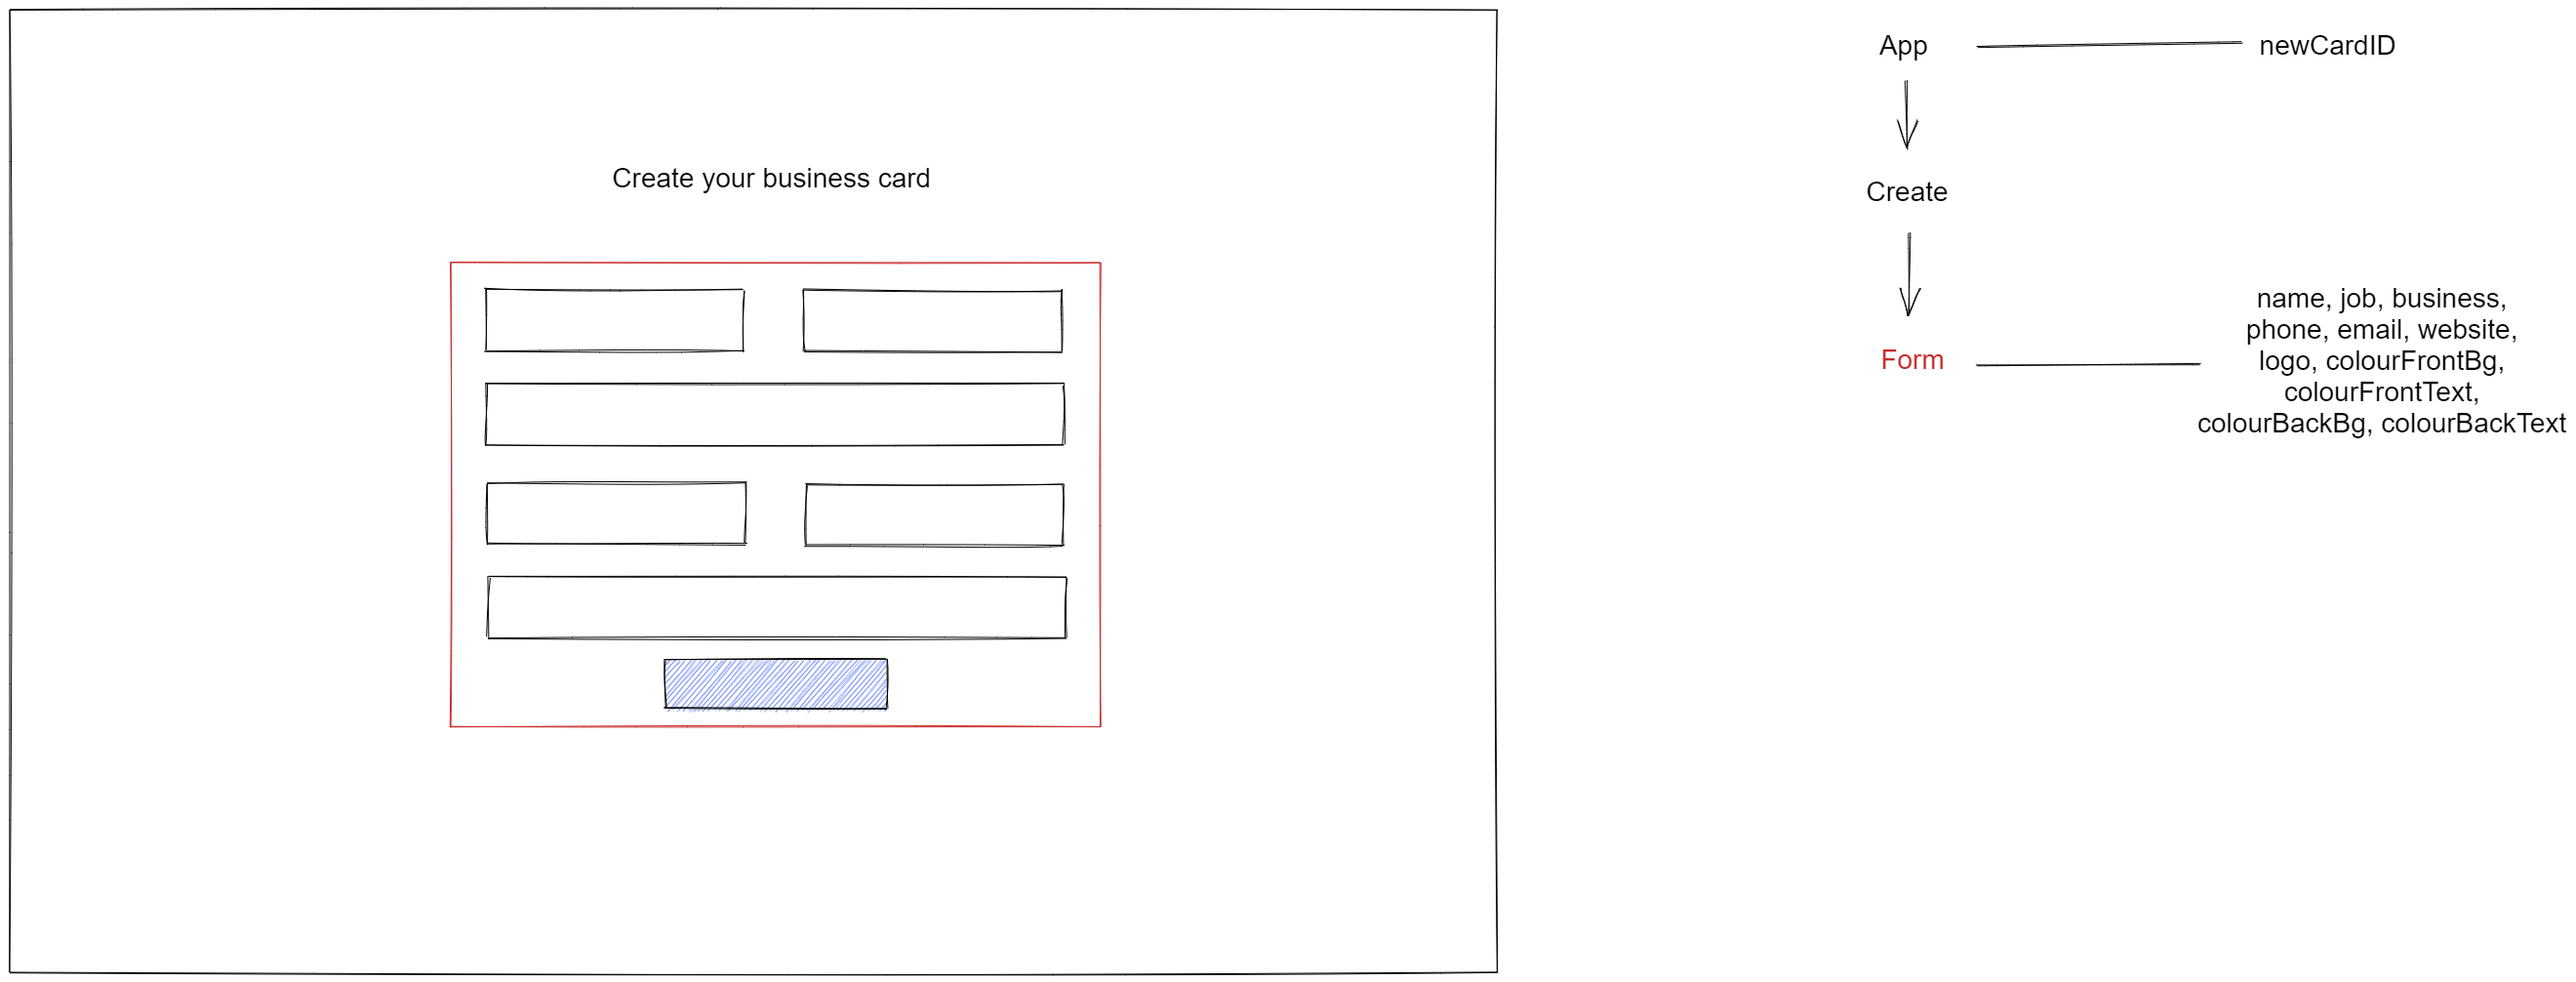 Create your business card
App
newCardID
Create
Form
name, job, business,
phone, email, website,
logo, colourFrontBg,
colourFrontText,
colourBackBg, colourBackText